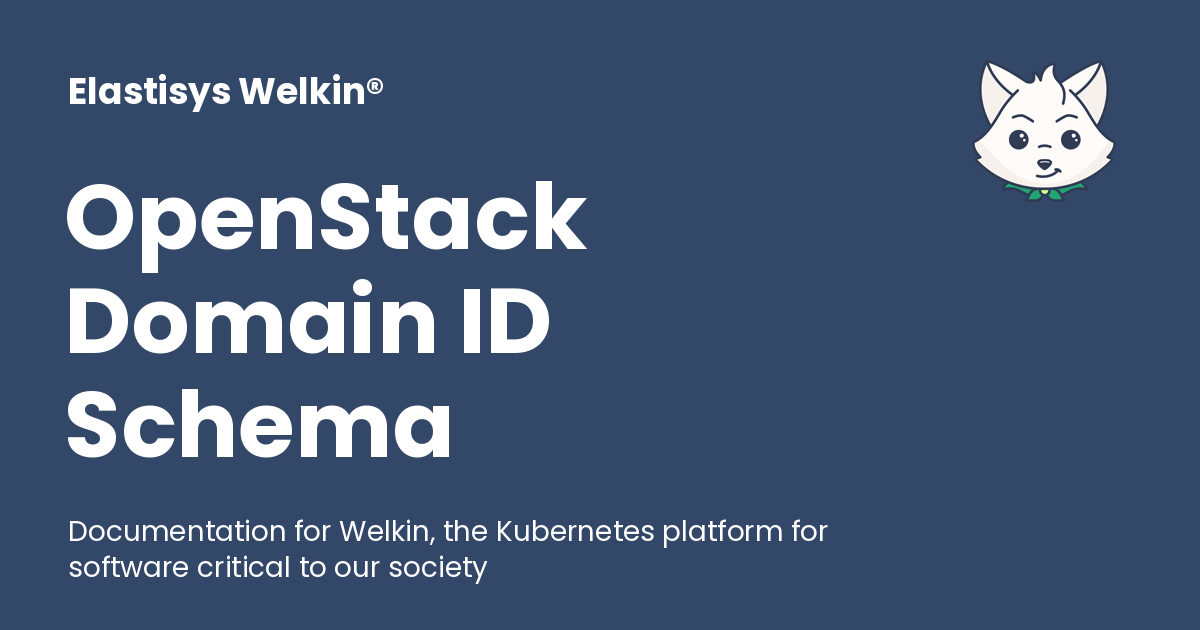 Elastisys Welkin®
OpenStack
Domain ID
Schema
Documentation for Welkin, the Kubernetes platform for
software critical to our society